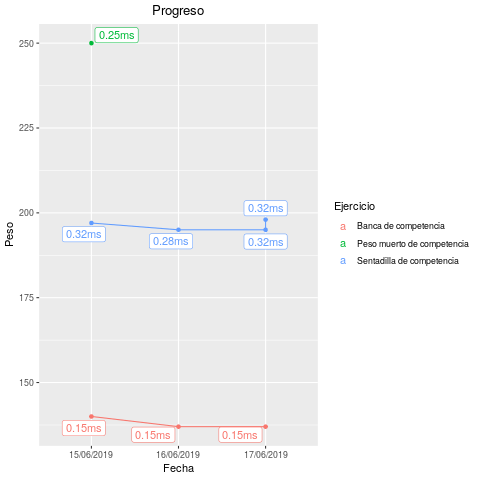 Progreso
250
225
200
175
150
Peso
0.25ms
0.32ms
0.32ms
0.28ms
0.32ms
0.15ms
0.15ms
0.15ms
15/06/2019
16/06/2019
17/06/2019
Fecha
Ejercicio
a Banca de competencia
a Peso muerto de competencia
a Sentadilla de competencia